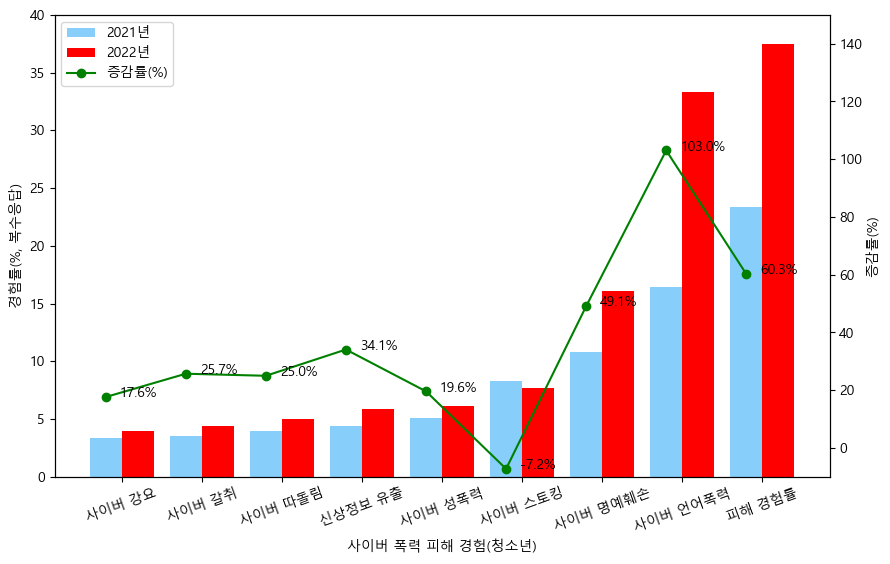 2021년
2022년
증감률(%)
40
35
30
25
20
15
10
5
0
경험률(%, 복수응답)
140
120
100
80
60
40
20
0
증감률(%)
17.6%
25.7%
25.0%
34.1%
19.6%
-7.2%
49.1%
103.0%
60.3%
사이버 강요
사이버 갈취
사이버 따돌림
신상정보 유출
사이버 성폭력
사이버 스토킹
사이버 명예훼손
사이버 언어폭력
피해 경험률
사이버 폭력 피해 경험(청소년)